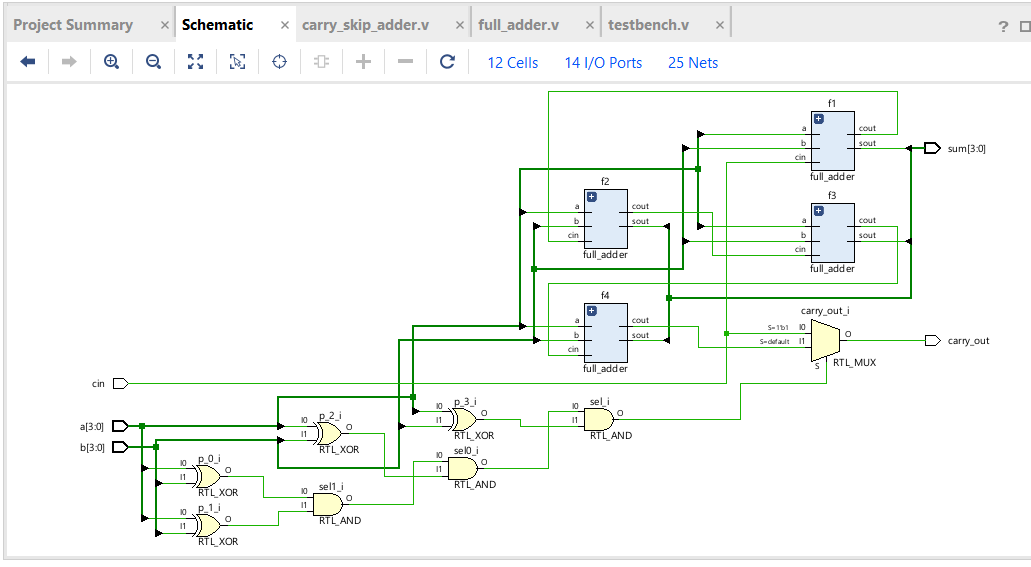 Project Summary × Schematic × carry_skip_adder.v × full_adder.v × testbench.v × ?
12 Cells 14 I/O Ports 25 Nets
f1
a
b
cin
cout
sout
full_adder
sum[3:0]
f2
a
b
cin
cout
sout
full_adder
f3
a
b
cin
cout
sout
full_adder
f4
a
b
cin
cout
sout
full_adder
carry_out_i
S=1'b1 I0
S=default I1
O
S
RTL_MUX
carry_out
cin
a[3:0]
b[3:0]
p_2_i
I0
I1
O
RTL_XOR
p_3_i
I0
I1
O
RTL_XOR
sel_i
I0
I1
O
RTL_AND
p_0_i
I0
I1
O
RTL_XOR
sel0_i
I0
I1
O
RTL_AND
sel1_i
I0
I1
O
RTL_AND
p_1_i
I0
I1
O
RTL_XOR